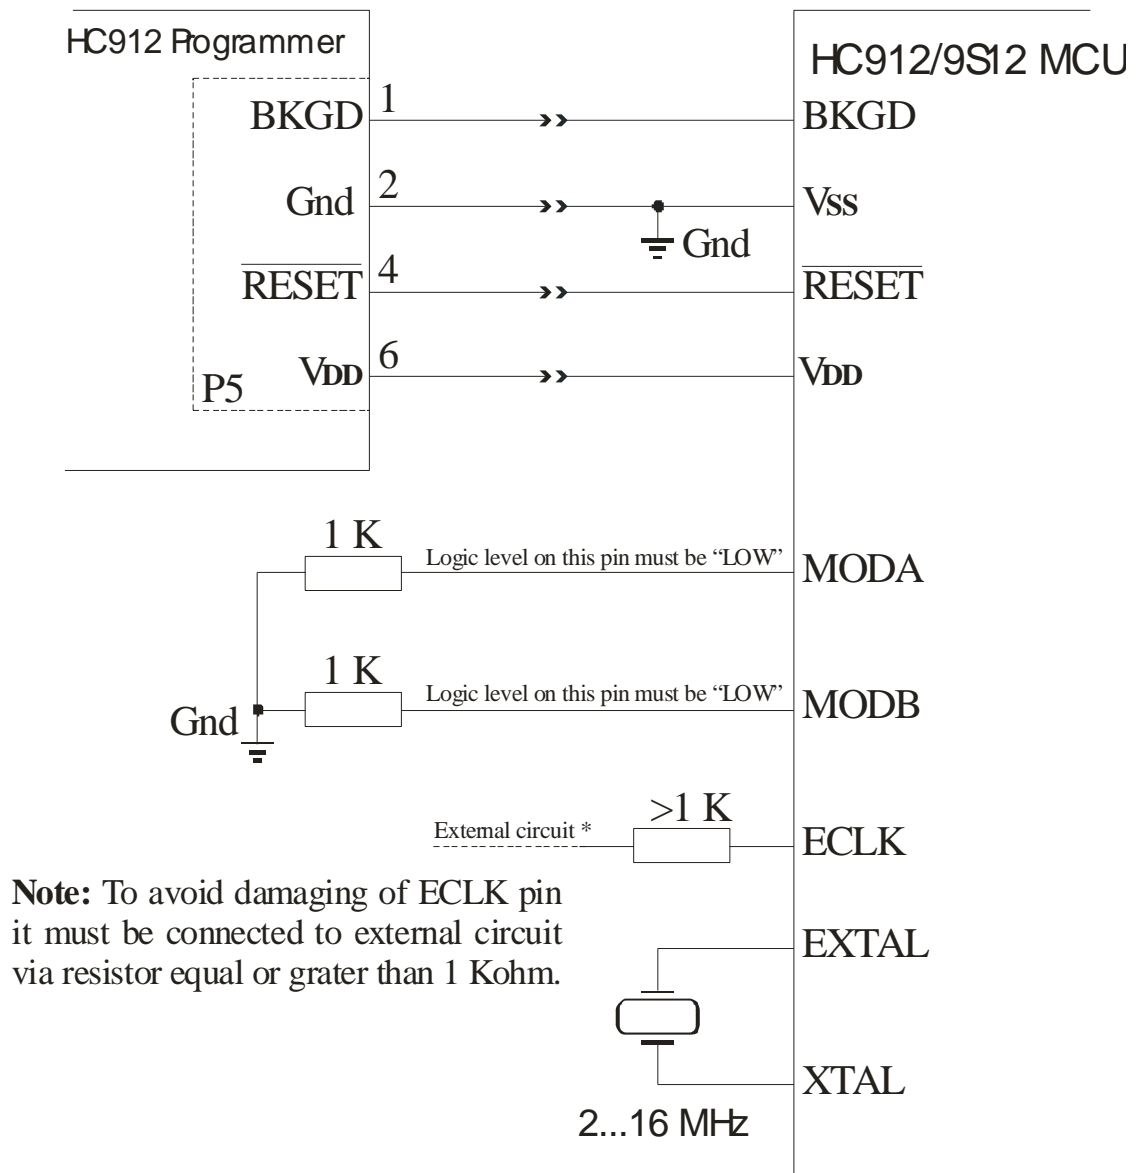 HC912 Programmer
HC912/9S12 MCU
BKGD 1 BKGD
Gnd 2 Vss
Gnd
RESET 4 RESET
VDD 6 VDD
P5
1 K
Logic level on this pin must be “LOW” MODA
1 K
Logic level on this pin must be “LOW” MODB
Gnd
>1 K
External circuit * ECLK
Note: To avoid damaging of ECLK pin
it must be connected to external circuit
via resistor equal or grater than 1 Kohm.
EXTAL
XTAL
2...16 MHz